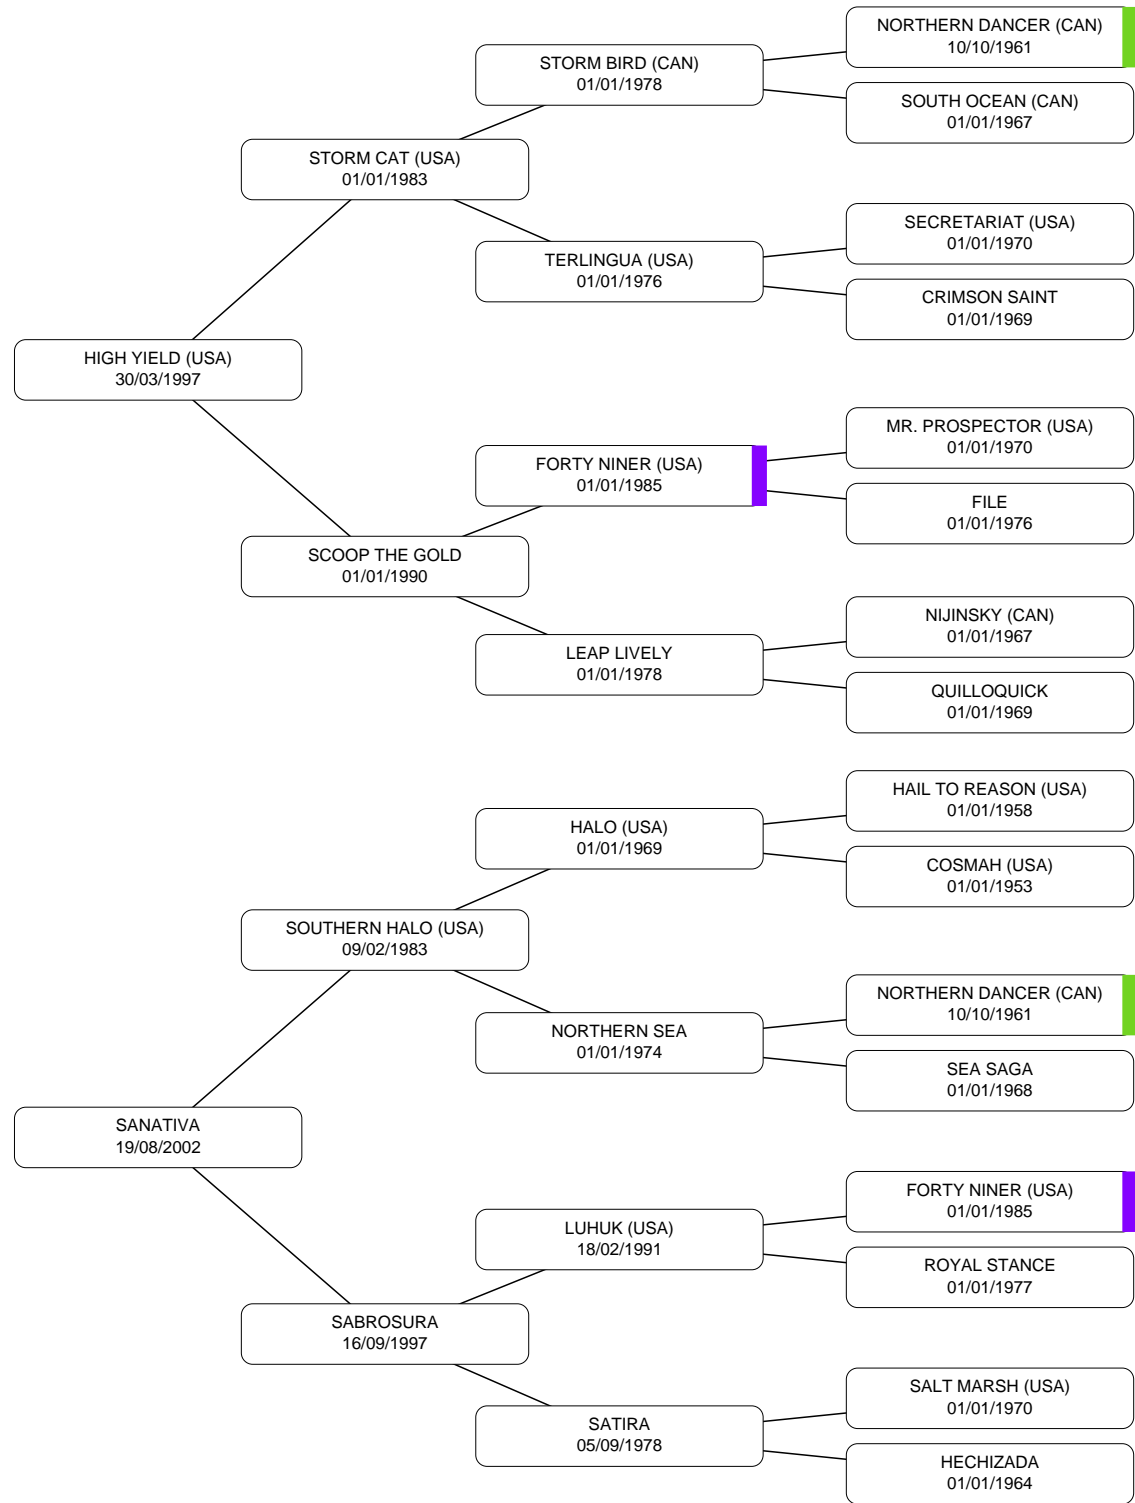 NORTHERN DANCER (CAN)
10/10/1961
STORM BIRD (CAN)
01/01/1978
SOUTH OCEAN (CAN)
01/01/1967
STORM CAT (USA)
01/01/1983
SECRETARIAT (USA)
01/01/1970
TERLINGUA (USA)
01/01/1976
CRIMSON SAINT
01/01/1969
HIGH YIELD (USA)
30/03/1997
MR. PROSPECTOR (USA)
01/01/1970
FORTY NINER (USA)
01/01/1985
FILE
01/01/1976
SCOOP THE GOLD
01/01/1990
NIJINSKY (CAN)
01/01/1967
LEAP LIVELY
01/01/1978
QUILLOQUICK
01/01/1969
HAIL TO REASON (USA)
01/01/1958
HALO (USA)
01/01/1969
COSMAH (USA)
01/01/1953
SOUTHERN HALO (USA)
09/02/1983
NORTHERN DANCER (CAN)
10/10/1961
NORTHERN SEA
01/01/1974
SEA SAGA
01/01/1968
SANATIVA
19/08/2002
FORTY NINER (USA)
01/01/1985
LUHUK (USA)
18/02/1991
ROYAL STANCE
01/01/1977
SABROSURA
16/09/1997
SALT MARSH (USA)
01/01/1970
SATIRA
05/09/1978
HECHIZADA
01/01/1964